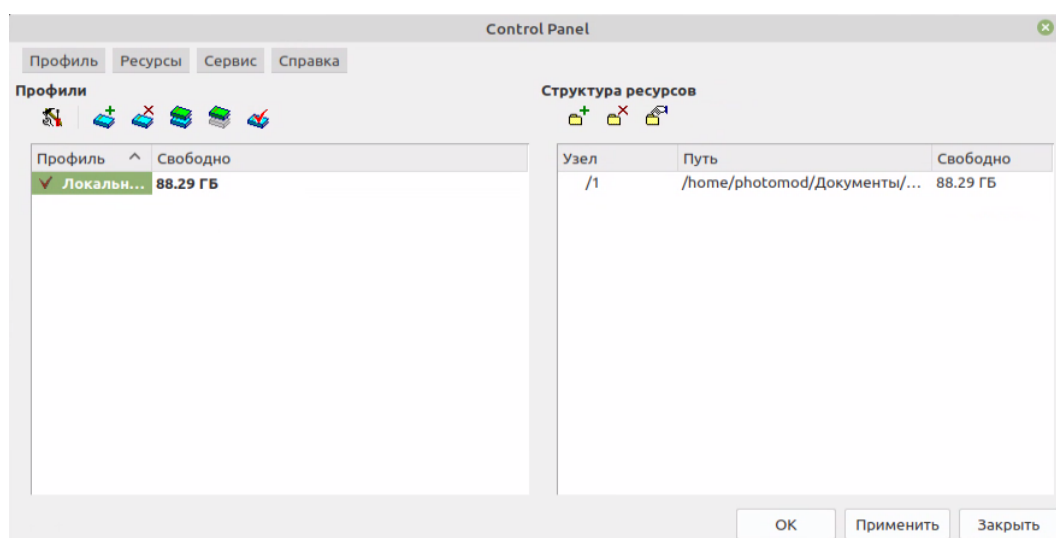 Control Panel
Профиль Ресурсы Сервис Справка
Профили
Структура ресурсов
Профиль Свободно
Локальн... 88.29 ГБ
Узел Путь Свободно
/1 /home/photomod/Документы/... 88.29 ГБ
ОК Применить Закрыть